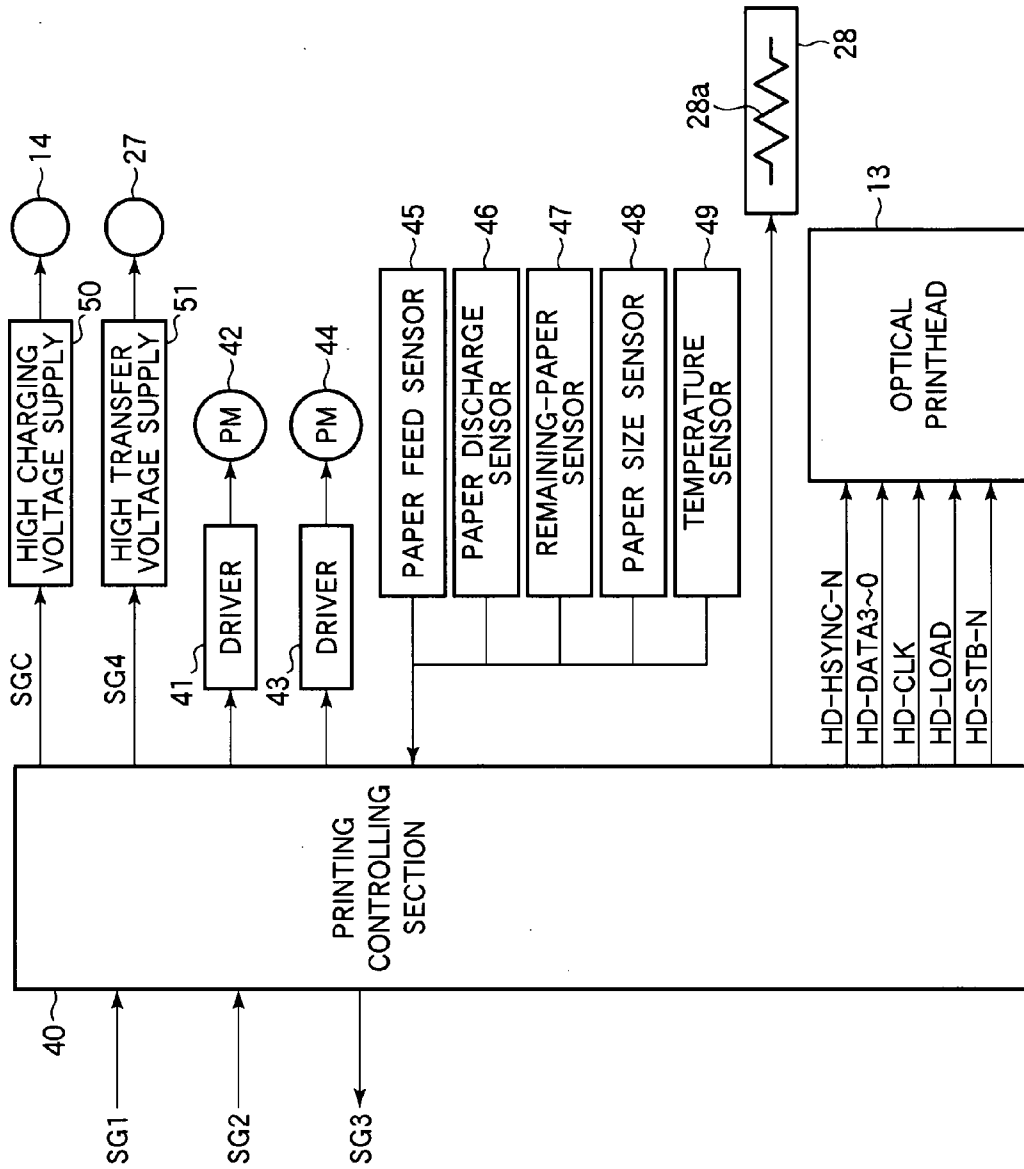 SG1
SG2
SG3
40
PRINTING
CONTROLLING
SECTION
SGC
HIGH CHARGING
VOLTAGE SUPPLY
50
14
SG4
HIGH TRANSFER
VOLTAGE SUPPLY
51
27
41
DRIVER
PM
42
43
DRIVER
PM
44
PAPER FEED SENSOR
45
PAPER DISCHARGE
SENSOR
46
REMAINING-PAPER
SENSOR
47
PAPER SIZE SENSOR
48
TEMPERATURE
SENSOR
49
28a
28
HD-HSYNC-N
HD-DATA3~0
HD-CLK
HD-LOAD
HD-STB-N
OPTICAL
PRINTHEAD
13